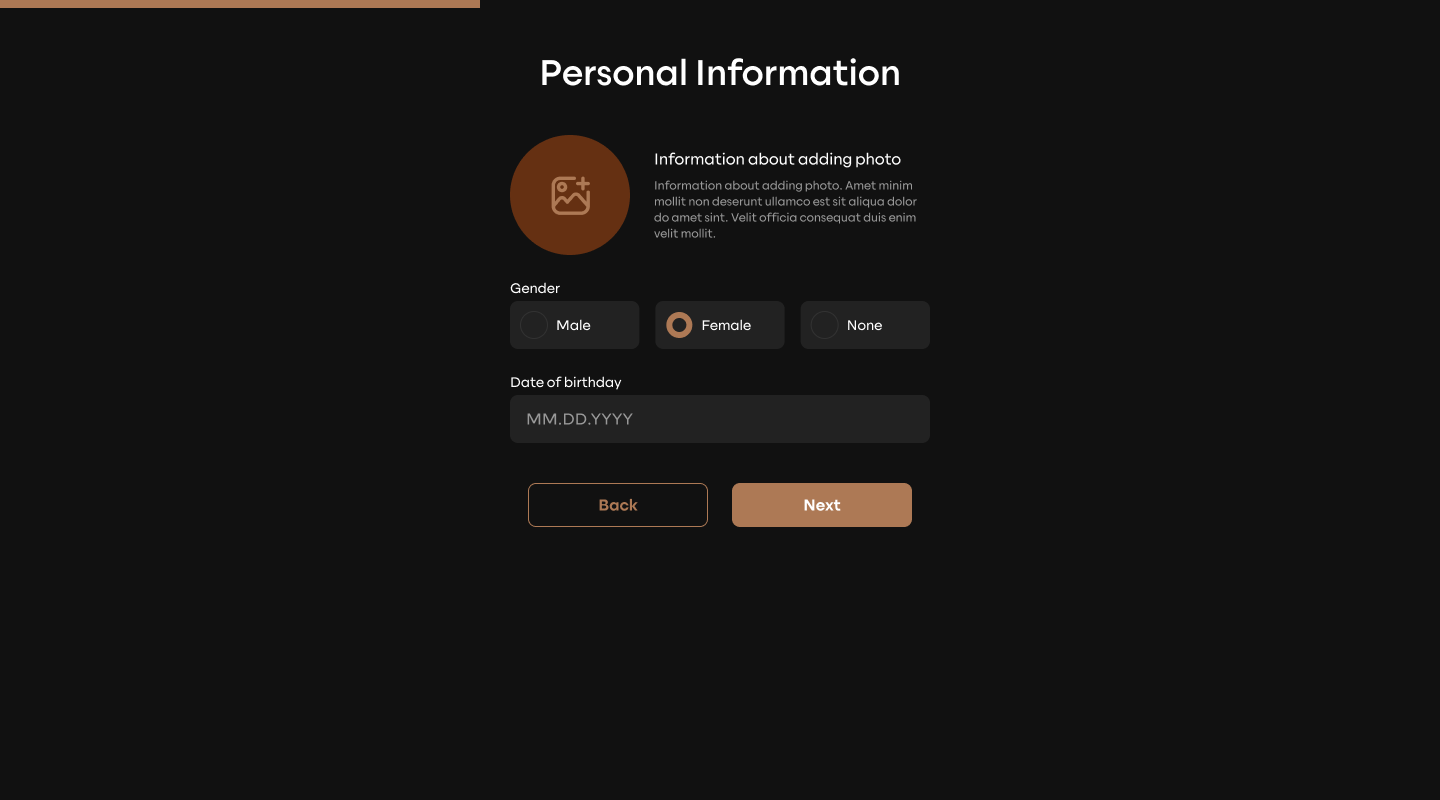 Personal Information
Information about adding photo
Information about adding photo. Amet minim
mollit non deserunt ullamco est sit aliqua dolor
do amet sint. Velit officia consequat duis enim
velit mollit.
Gender
Male
Female
None
Date of birthday
MM.DD.YYYY
Back
Next